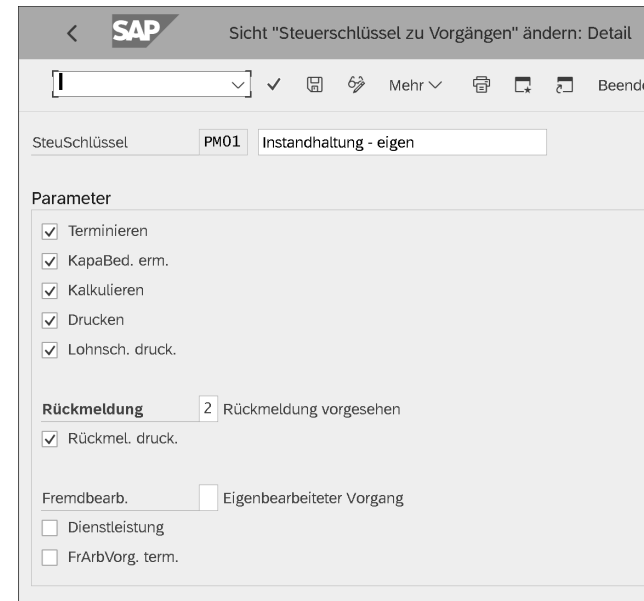 SAP Sicht "Steuerschlüssel zu Vorgängen" ändern: Detail
Mehr Beende
SteuSchlüssel PM01 Instandhaltung - eigen
Parameter
Terminieren
KapaBed. erm.
Kalkulieren
Drucken
Lohnsch. druck.
Rückmeldung 2 Rückmeldung vorgesehen
Rückmel. druck.
Fremdbearb. Eigenbearbeiteter Vorgang
Dienstleistung
FrArbVorg. term.